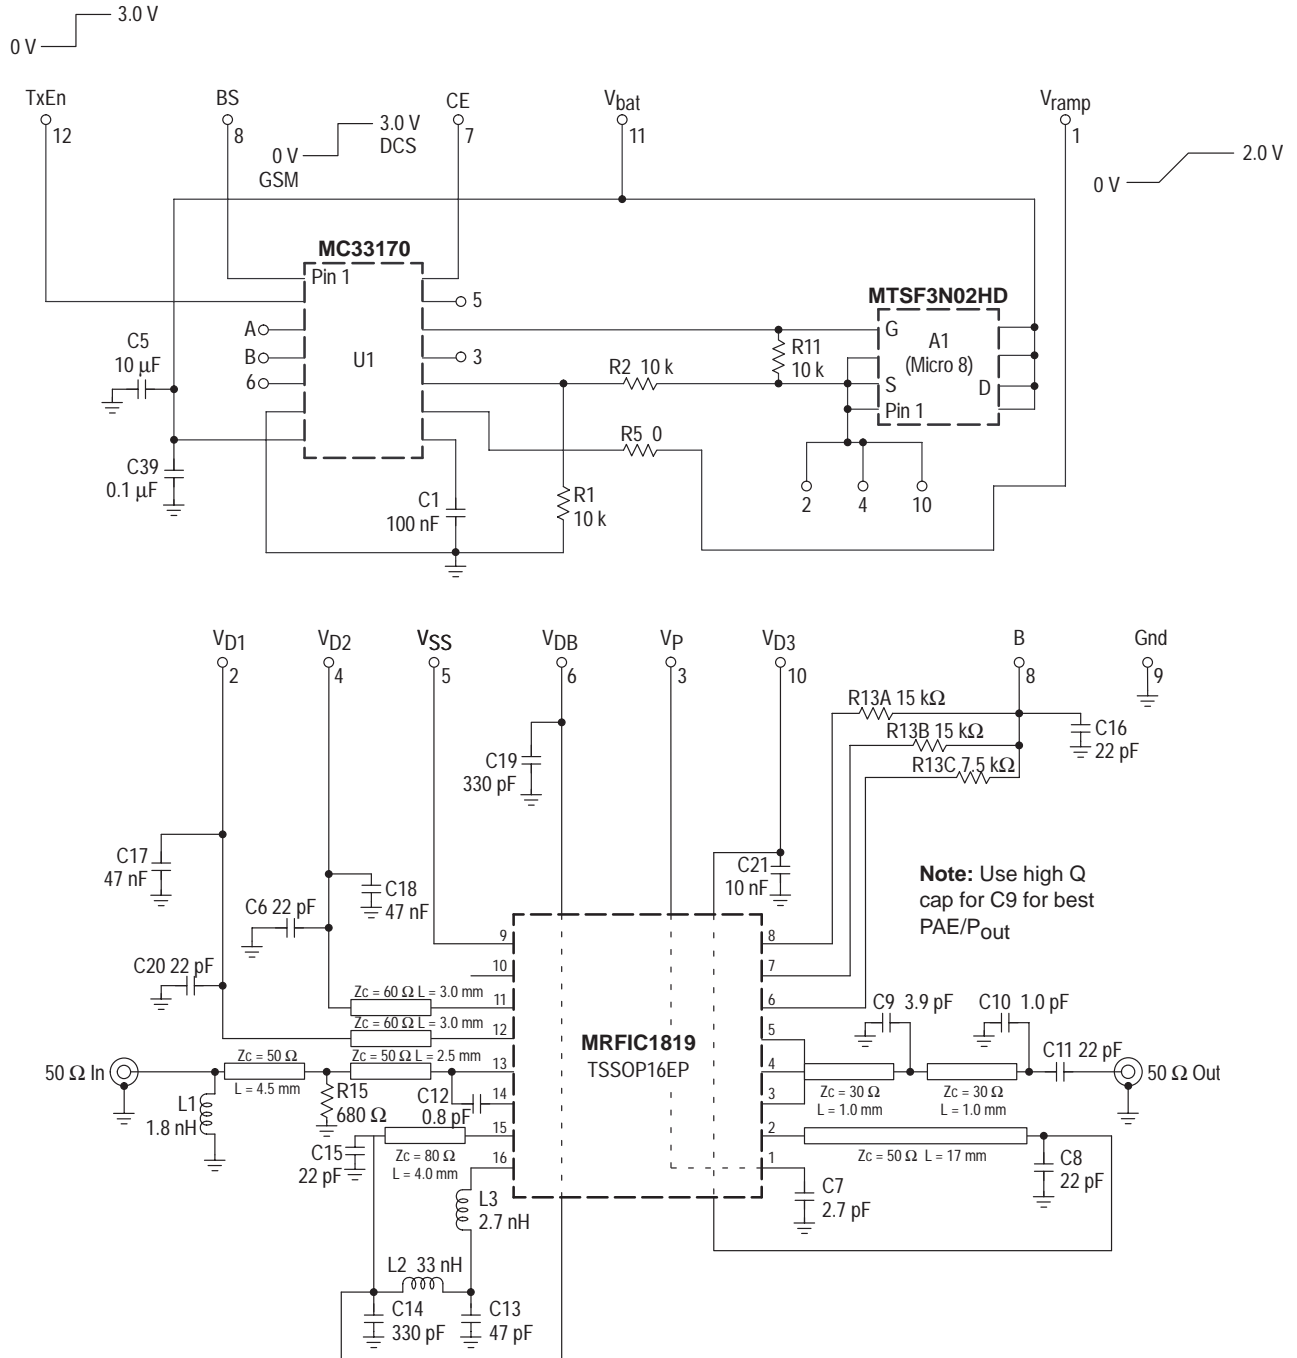 3.0 V
0 V
TxEn
12
BS
8
0 V
GSM
3.0 V
DCS
CE
7
Vbat
11
Vramp
1
2.0 V
0 V
MC33170
Pin 1
U1
5
3
A
B
6
C5
10 µF
C39
0.1 µF
C1
100 nF
R1
10 k
R2 10 k
R5 0
R11
10 k
MTSF3N02HD
G
A1
(Micro 8)
S
D
Pin 1
2
4
10
VD1
2
VD2
4
VSS
5
VDB
6
VP
3
VD3
10
B
8
Gnd
9
R13A 15 kΩ
R13B 15 kΩ
R13C 7.5 kΩ
C16
22 pF
C19
330 pF
C17
47 nF
C18
47 nF
C6 22 pF
C20 22 pF
C21
10 nF
Note: Use high Q
cap for C9 for best
PAE/Pout
9
10
11
12
13
14
15
16
8
7
6
5
4
3
2
1
Zc = 60 Ω L = 3.0 mm
Zc = 60 Ω L = 3.0 mm
MRFIC1819
TSSOP16EP
50 Ω In
Zc = 50 Ω
L = 4.5 mm
Zc = 50 Ω L = 2.5 mm
L1
1.8 nH
R15
680 Ω
C12
0.8 pF
C15
22 pF
Zc = 80 Ω
L = 4.0 mm
C9 3.9 pF
C10 1.0 pF
C11 22 pF
50 Ω Out
Zc = 30 Ω
L = 1.0 mm
Zc = 30 Ω
L = 1.0 mm
Zc = 50 Ω L = 17 mm
C8
22 pF
C7
2.7 pF
L3
2.7 nH
L2 33 nH
C14
330 pF
C13
47 pF